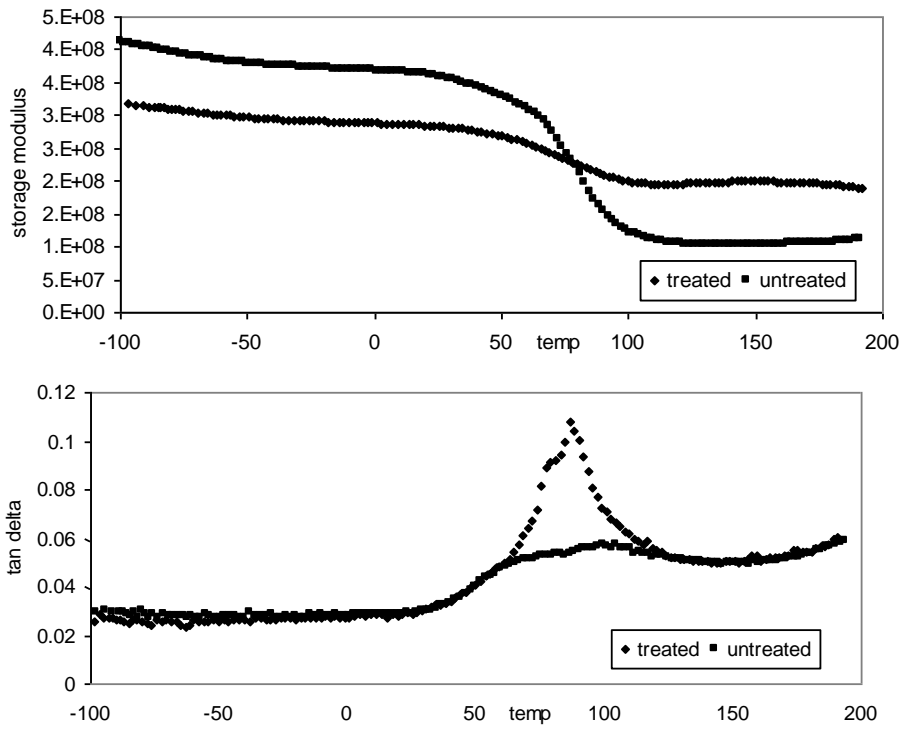 5.E+08
4.E+08
4.E+08
3.E+08
3.E+08
2.E+08
2.E+08
1.E+08
5.E+07
0.E+00
storage modulus
treated untreated
-100 -50 0 50 temp 100 150 200
0.12
0.1
0.08
0.06
0.04
0.02
0
tan delta
treated untreated
-100 -50 0 50 temp 100 150 200